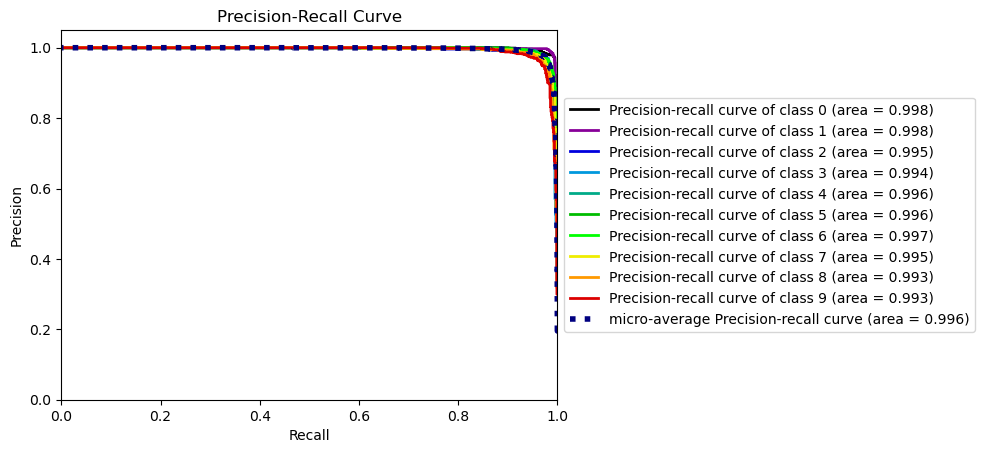 Precision-Recall Curve
1.0
0.8
0.6
0.4
0.2
0.0
Precision
0.0 0.2 0.4 0.6 0.8 1.0
Recall
Precision-recall curve of class 0 (area = 0.998)
Precision-recall curve of class 1 (area = 0.998)
Precision-recall curve of class 2 (area = 0.995)
Precision-recall curve of class 3 (area = 0.994)
Precision-recall curve of class 4 (area = 0.996)
Precision-recall curve of class 5 (area = 0.996)
Precision-recall curve of class 6 (area = 0.997)
Precision-recall curve of class 7 (area = 0.995)
Precision-recall curve of class 8 (area = 0.993)
Precision-recall curve of class 9 (area = 0.993)
micro-average Precision-recall curve (area = 0.996)